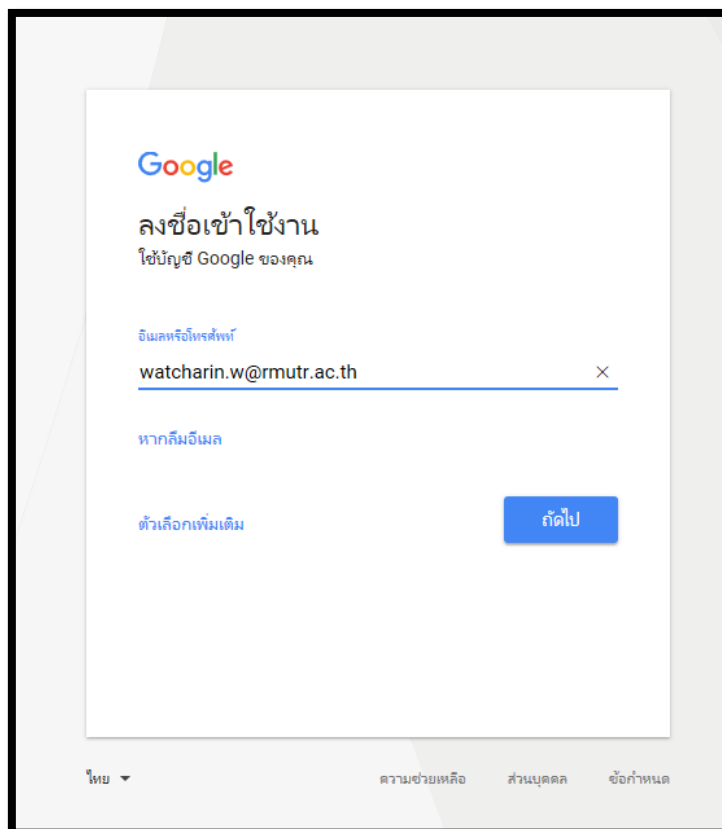 Google
ลงชื่อเข้าใช้งาน
ใช้บัญชี Google ของคุณ
อีเมลหรือโทรศัพท์
watcharin.w@rmutr.ac.th
หากลืมอีเมล
ตัวเลือกเพิ่มเติม
ถัดไป
ไทย
ความช่วยเหลือ ส่วนบุคคล ข้อกำหนด